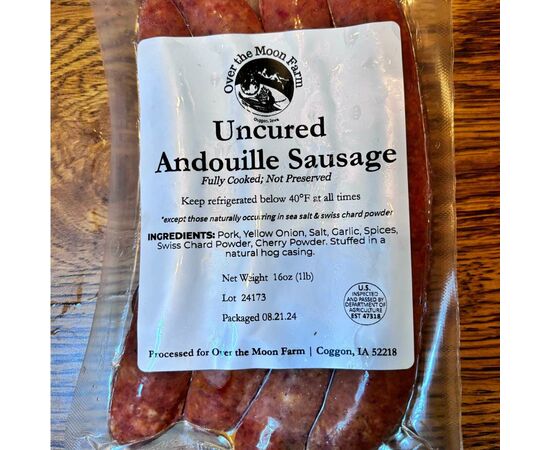 Over the Moon Farm
Coggon, Iowa
Uncured
Andouille Sausage
Fully Cooked; Not Preserved
Keep refrigerated below 40°F at all times
*except those naturally occurring in sea salt & swiss chard powder
INGREDIENTS: Pork, Yellow Onion, Salt, Garlic, Spices,
Swiss Chard Powder, Cherry Powder. Stuffed in a
natural hog casing.
Net Weight 16oz (1lb)
Lot 24173
Packaged 08.21.24
U.S.
INSPECTED
AND PASSED BY
DEPARTMENT OF
AGRICULTURE
EST 47318
Processed for Over the Moon Farm | Coggon, IA 52218